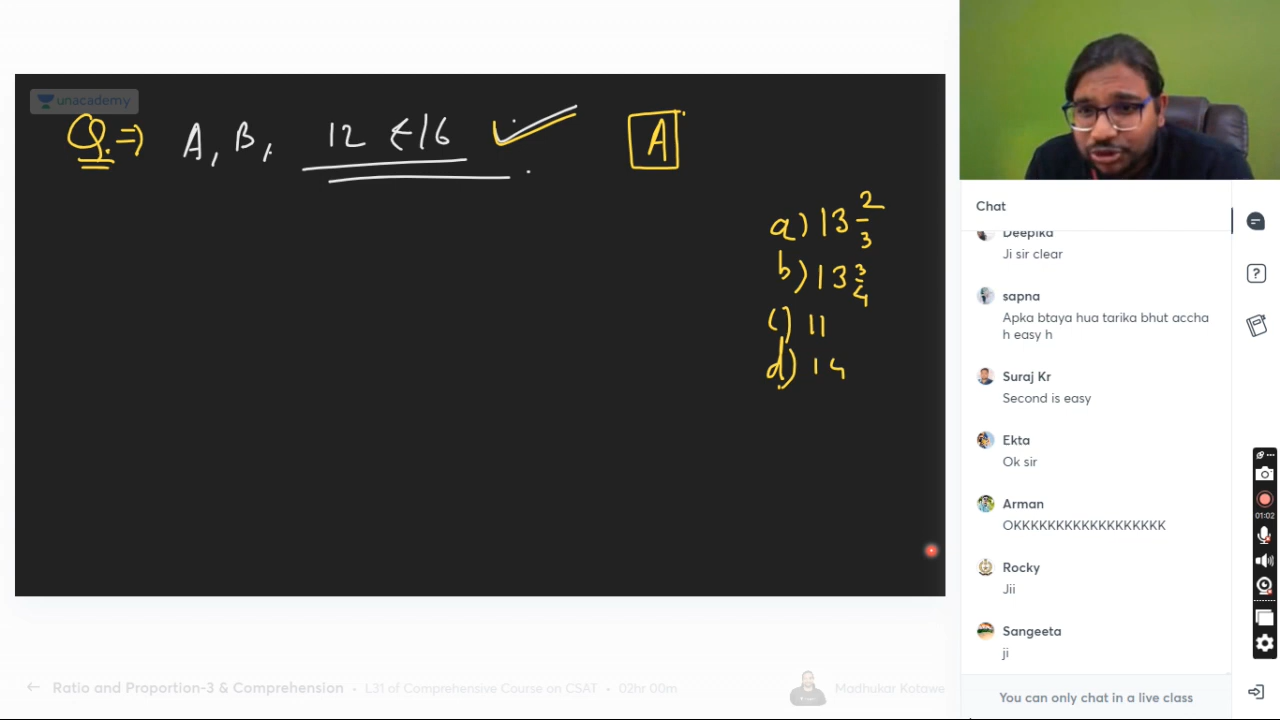 unacademy
Q. ⇒ A, B, 12 & 16 A
a) 13 2/3
b) 13 3/4
c) 11
d) 14
Chat
Deepika
Ji sir clear
sapna
Apka btaya hua tarika bhut accha
h easy h
Suraj Kr
Second is easy
Ekta
Ok sir
Arman
OKKKKKKKKKKKKKKKKKK
Rocky
Jii
Sangeeta
ji
You can only chat in a live class
01:02
← Ratio and Proportion-3 & Comprehension • L31 of Comprehensive Course on CSAT • 02hr 00m
Madhukar Kotawe